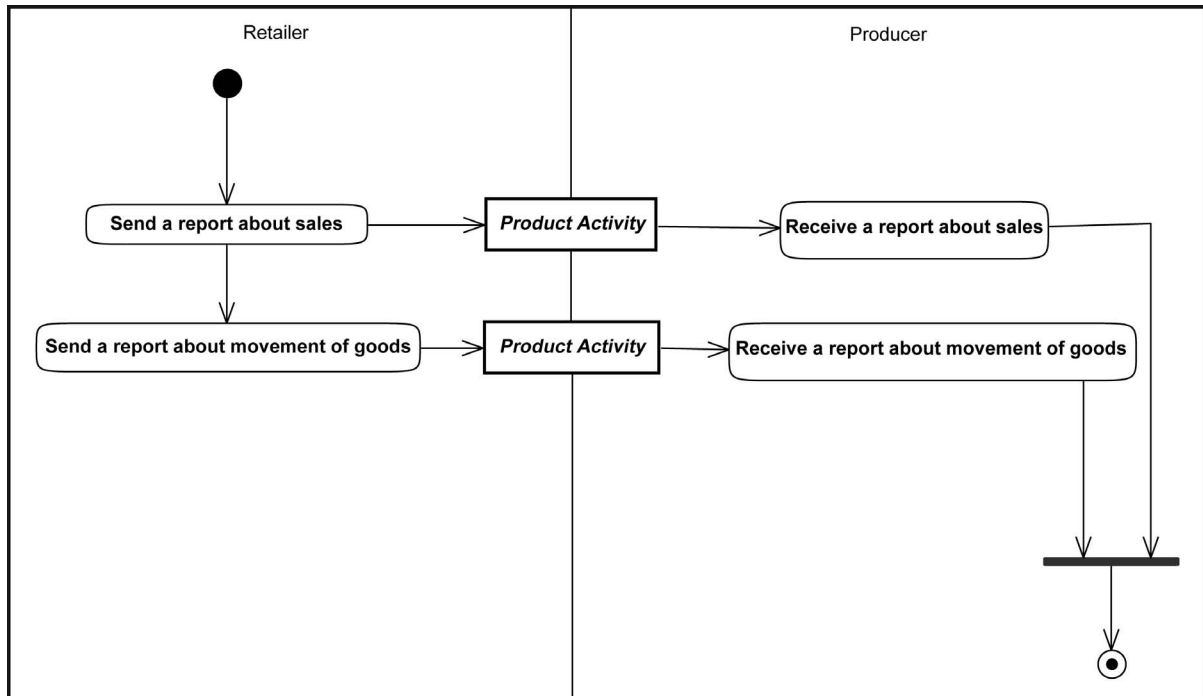 Retailer
Producer
Send a report about sales
Product Activity
Receive a report about sales
Send a report about movement of goods
Product Activity
Receive a report about movement of goods